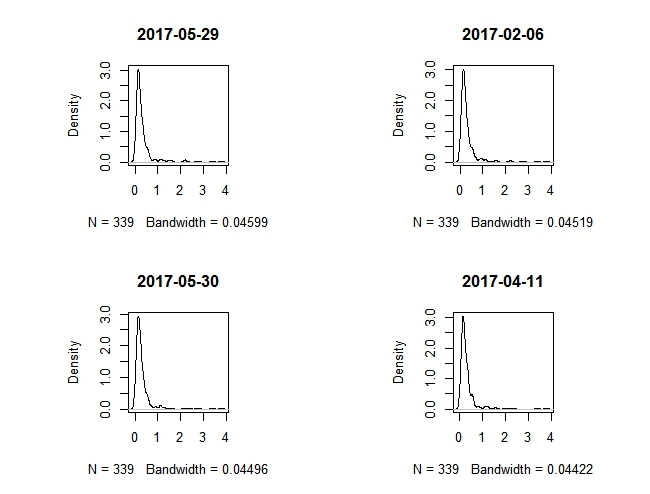 2017-05-29
Density
0.0 1.0 2.0 3.0
0 1 2 3 4
N = 339 Bandwidth = 0.04599
2017-02-06
Density
0.0 1.0 2.0 3.0
0 1 2 3 4
N = 339 Bandwidth = 0.04519
2017-05-30
Density
0.0 1.0 2.0 3.0
0 1 2 3 4
N = 339 Bandwidth = 0.04496
2017-04-11
Density
0.0 1.0 2.0 3.0
0 1 2 3 4
N = 339 Bandwidth = 0.04422